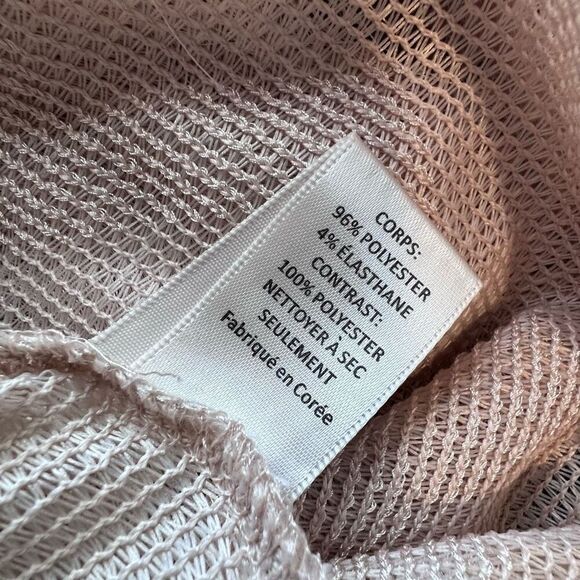 CORPS:
96% POLYESTER
4% ÉLASTHANE
CONTRAST:
100% POLYESTER
NETTOYER À SEC
SEULEMENT
Fabriqué en Corée